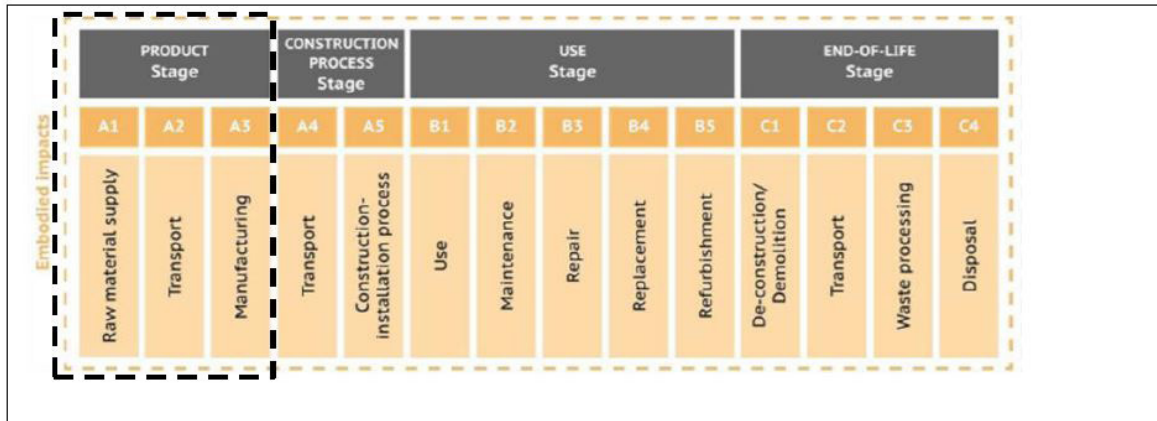 PRODUCT
Stage
CONSTRUCTION
PROCESS
Stage
USE
Stage
END-OF-LIFE
Stage
Embodied impacts
A1
A2
A3
A4
A5
B1
B2
B3
B4
B5
C1
C2
C3
C4
Raw material supply
Transport
Manufacturing
Transport
Construction-
installation process
Use
Maintenance
Repair
Replacement
Refurbishment
De-construction/
Demolition
Transport
Waste processing
Disposal